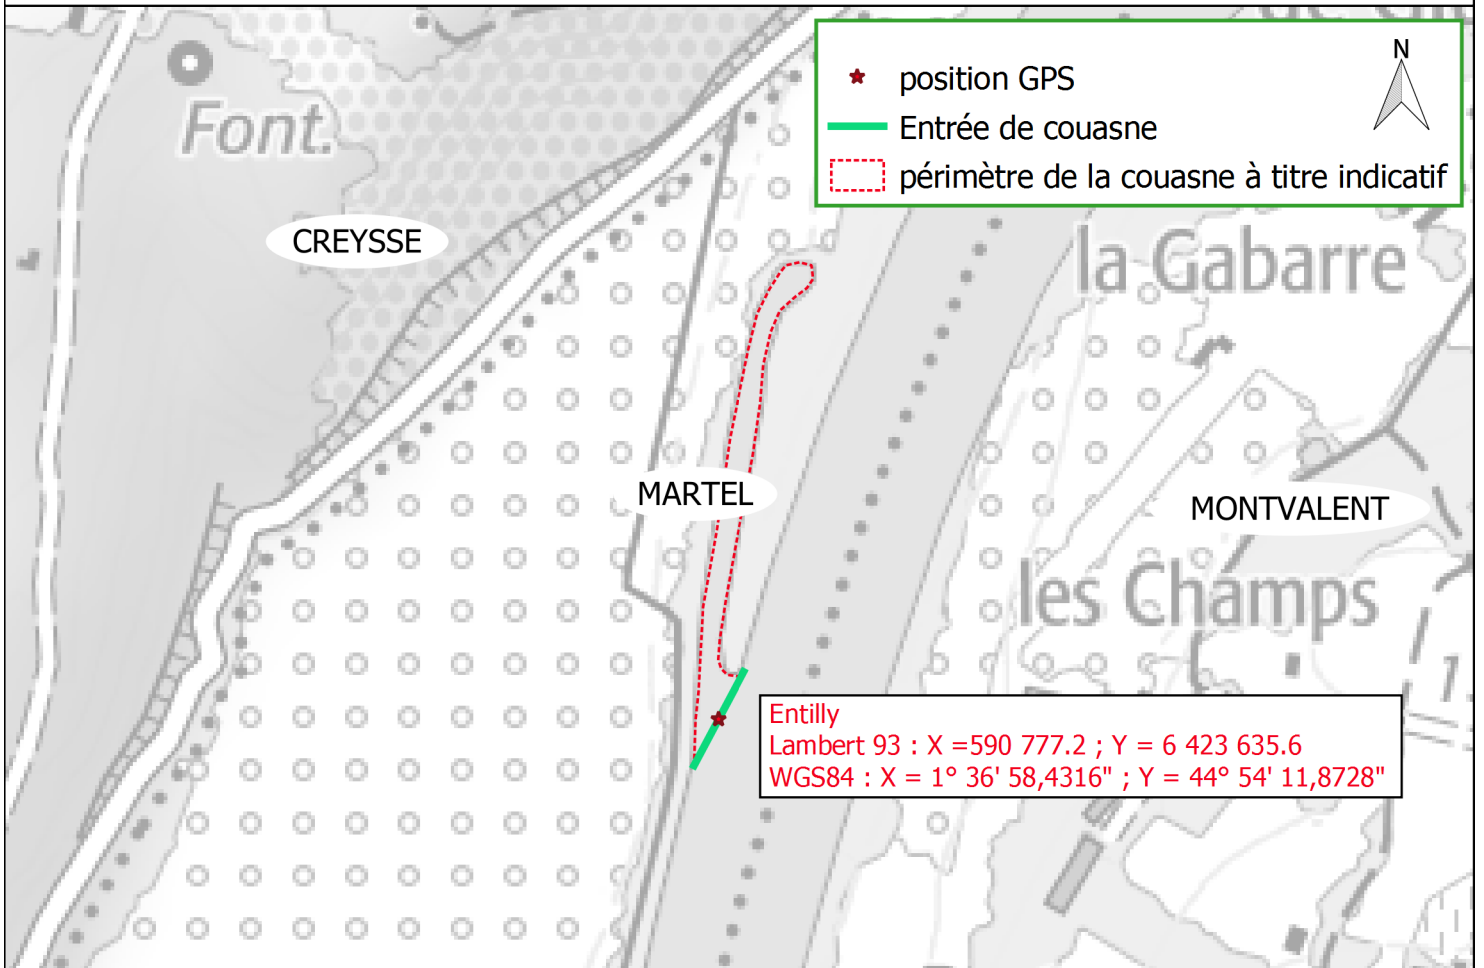 N
position GPS
Entrée de couasne
périmètre de la couasne à titre indicatif
Font.
CREYSSE
la Gabarre
MARTEL
MONTVALENT
les Champs
Entilly
Lambert 93 : X =590 777.2 ; Y = 6 423 635.6
WGS84 : X = 1° 36' 58,4316" ; Y = 44° 54' 11,8728"